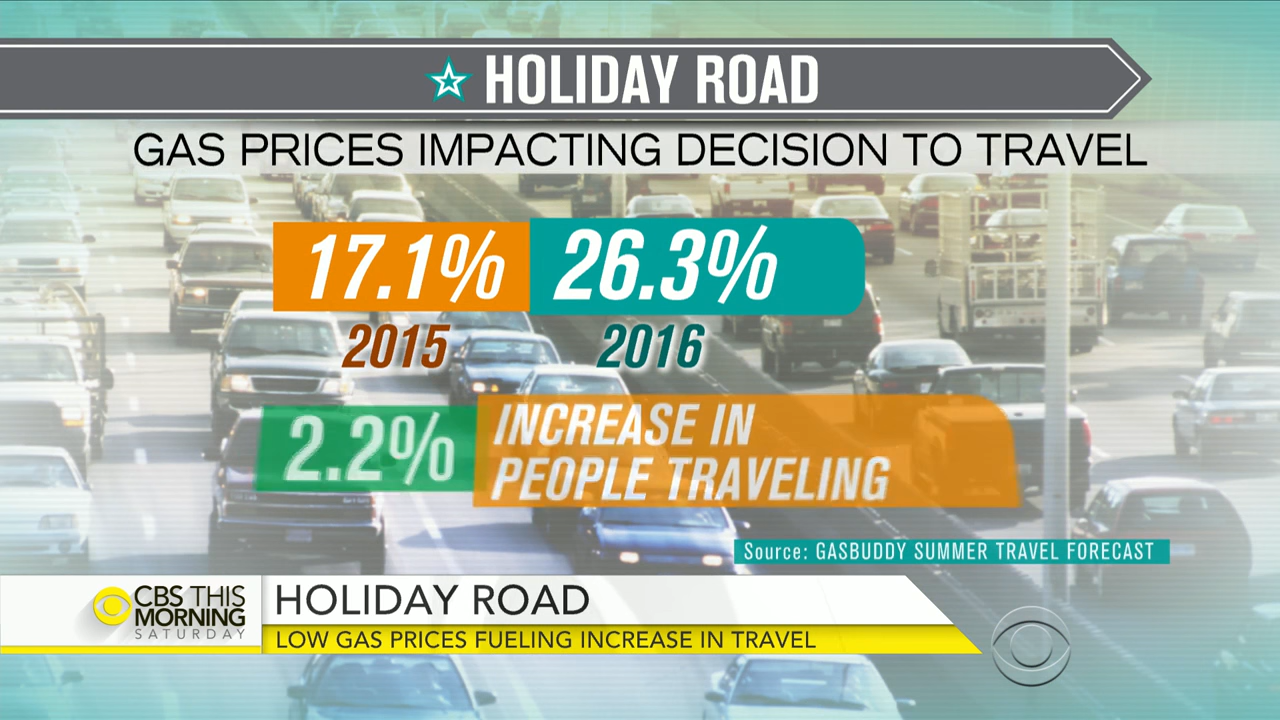 HOLIDAY ROAD
GAS PRICES IMPACTING DECISION TO TRAVEL
17.1% 26.3%
2015 2016
2.2% INCREASE IN
PEOPLE TRAVELING
Source: GASBUDDY SUMMER TRAVEL FORECAST
CBS THIS
MORNING
SATURDAY
HOLIDAY ROAD
LOW GAS PRICES FUELING INCREASE IN TRAVEL